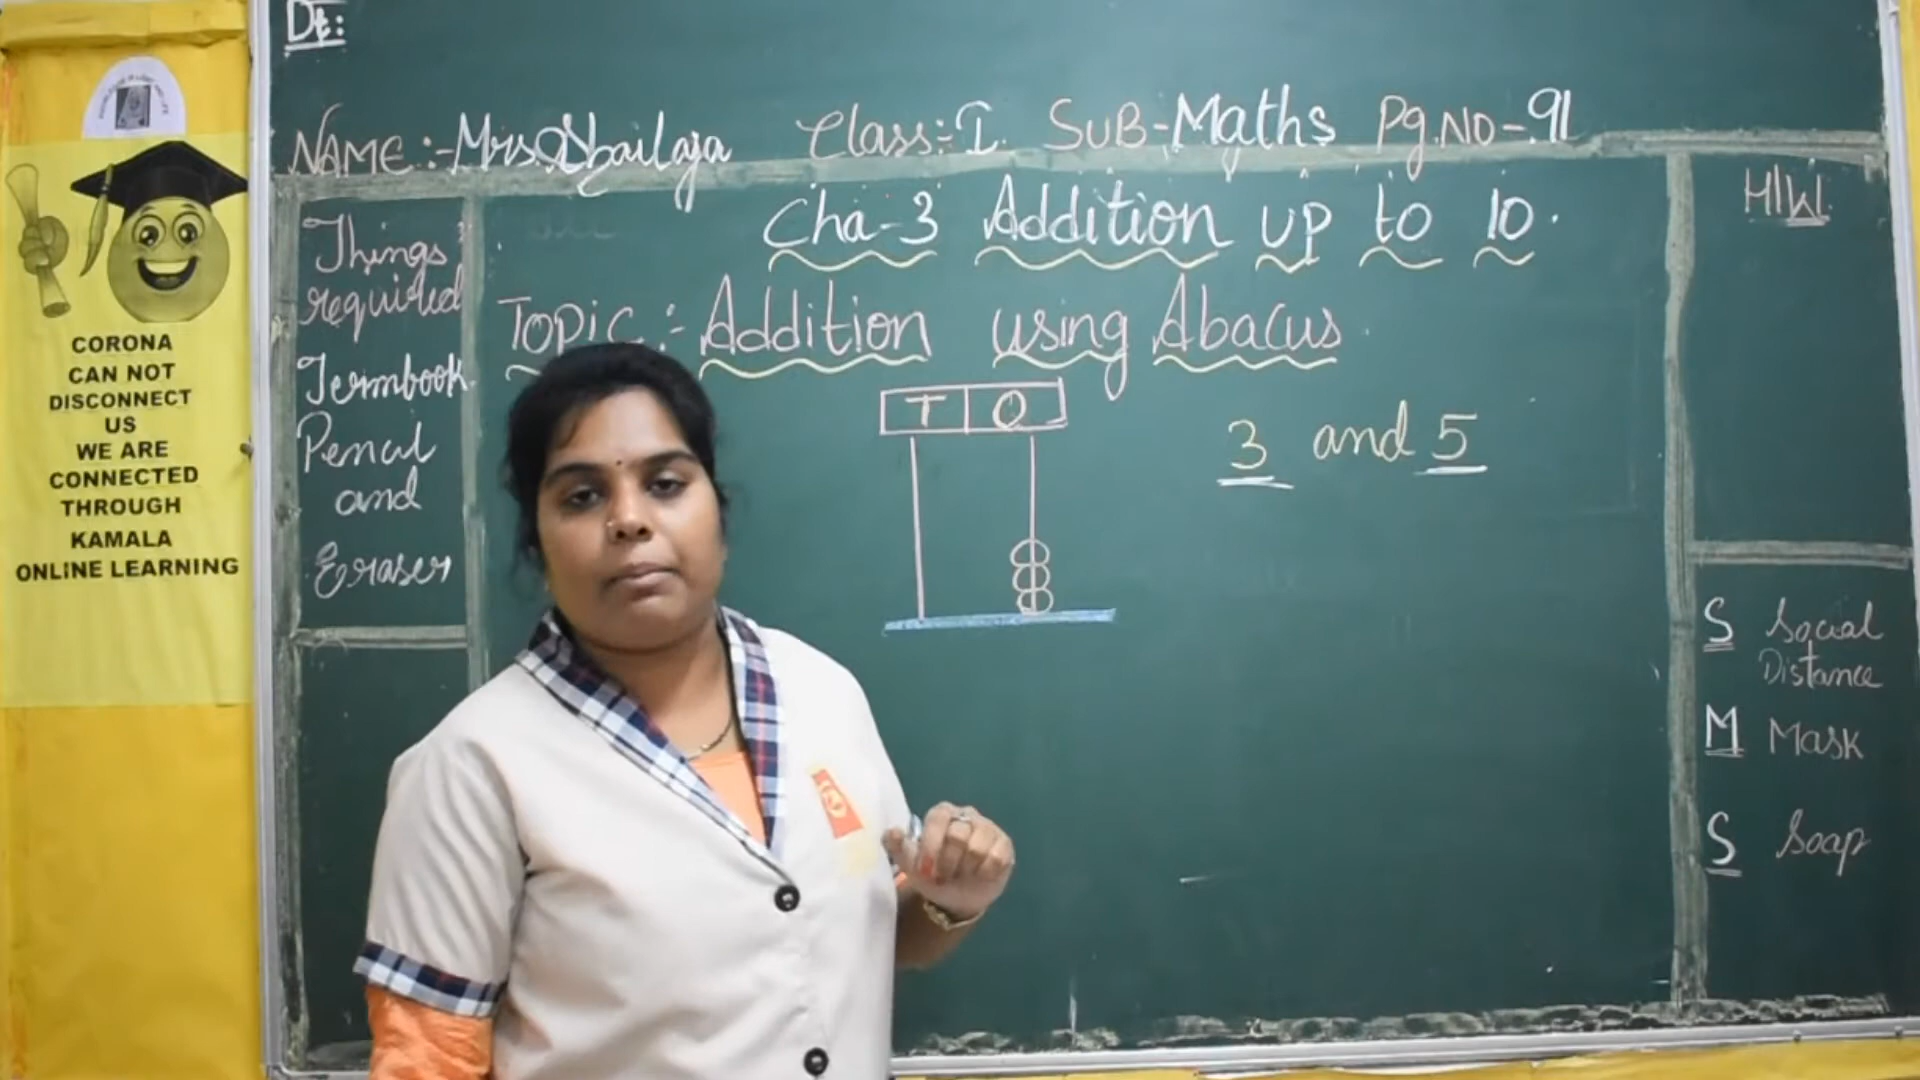 Dt:
NAME:- Mrs Shailaja Class:- I SUB-Maths Pg.NO-91
Cha-3 Addition up to 10.
TOPIC:- Addition using Abacus
T O
3 and 5
Things
required
Termbook
Pencil
and
Eraser
H/W
S Social
Distance
M Mask
S Soap
CORONA
CAN NOT
DISCONNECT
US
WE ARE
CONNECTED
THROUGH
KAMALA
ONLINE LEARNING